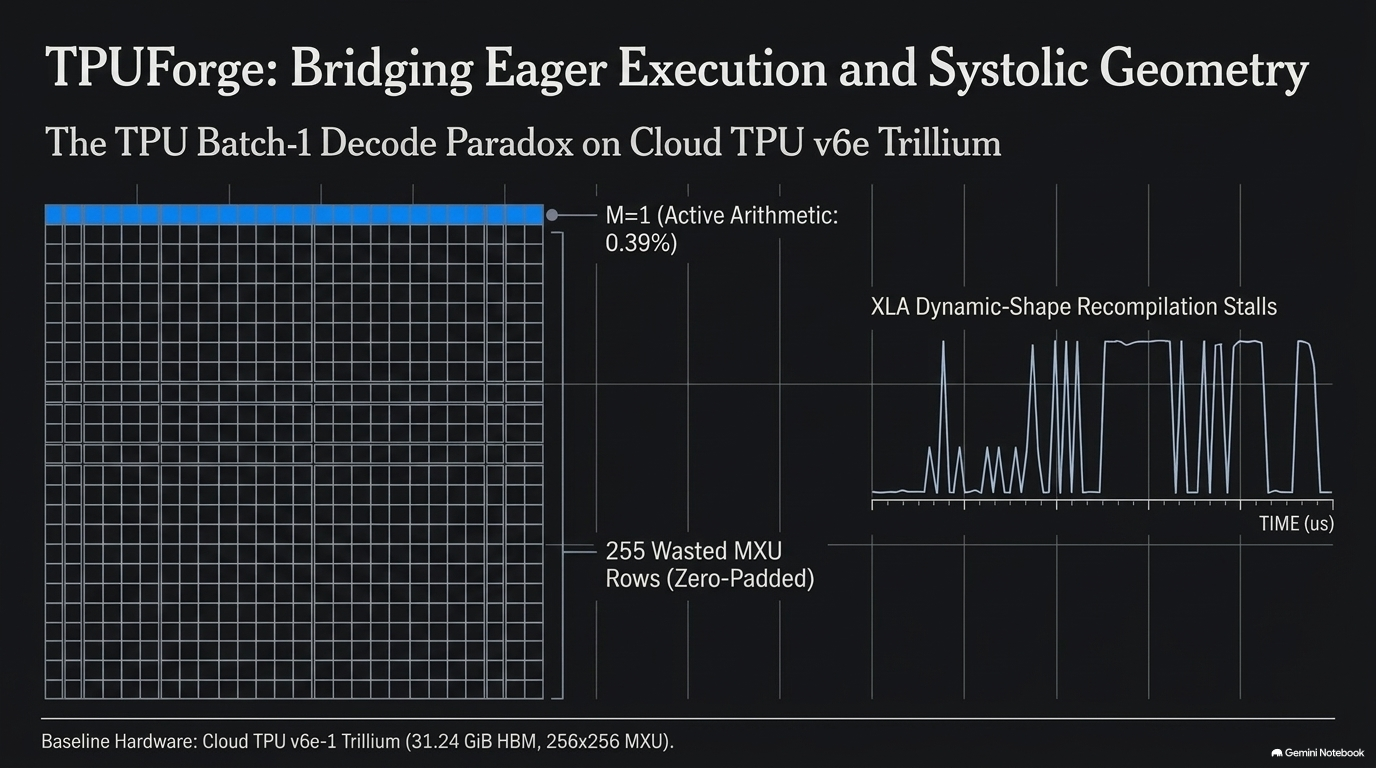 TPUForge: Bridging Eager Execution and Systolic Geometry
The TPU Batch-1 Decode Paradox on Cloud TPU v6e Trillium
M=1 (Active Arithmetic:
0.39%)
XLA Dynamic-Shape Recompilation Stalls
TIME (us)
255 Wasted MXU
Rows (Zero-Padded)
Baseline Hardware: Cloud TPU v6e-1 Trillium (31.24 GiB HBM, 256x256 MXU).
Gemini Notebook